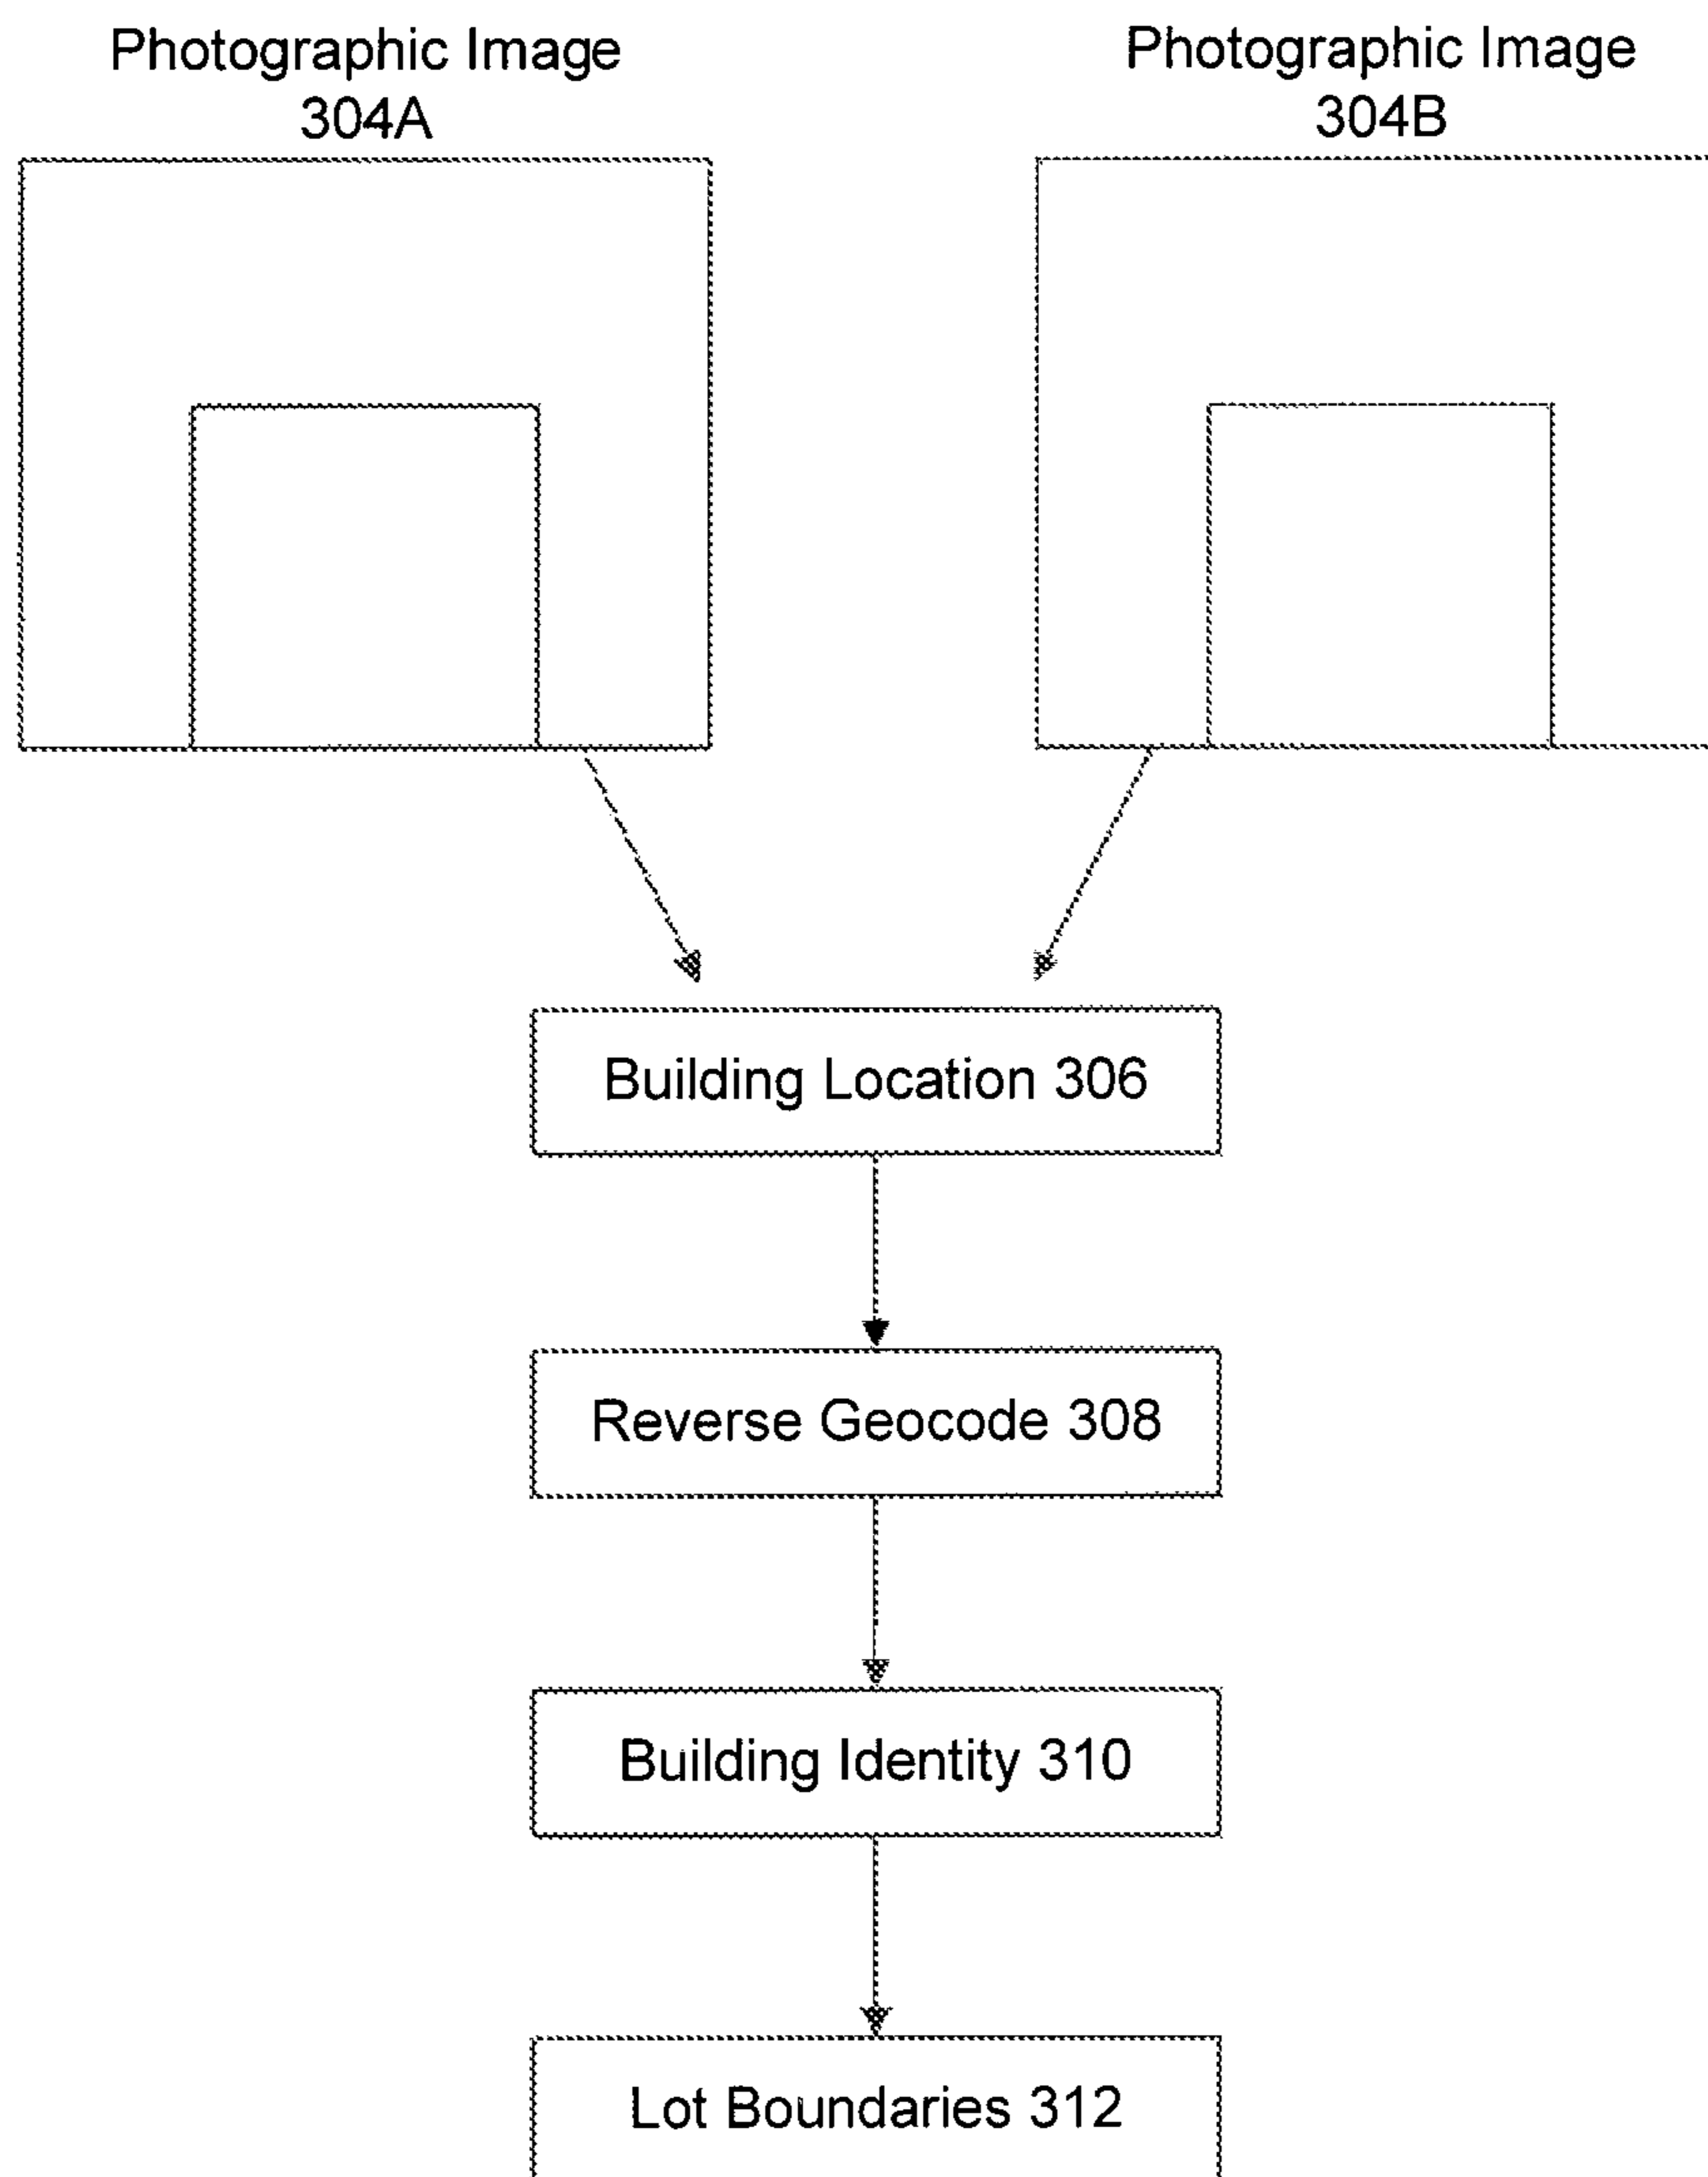 Photographic Image
304A
Photographic Image
304B
Building Location 306
Reverse Geocode 308
Building Identity 310
Lot Boundaries 312